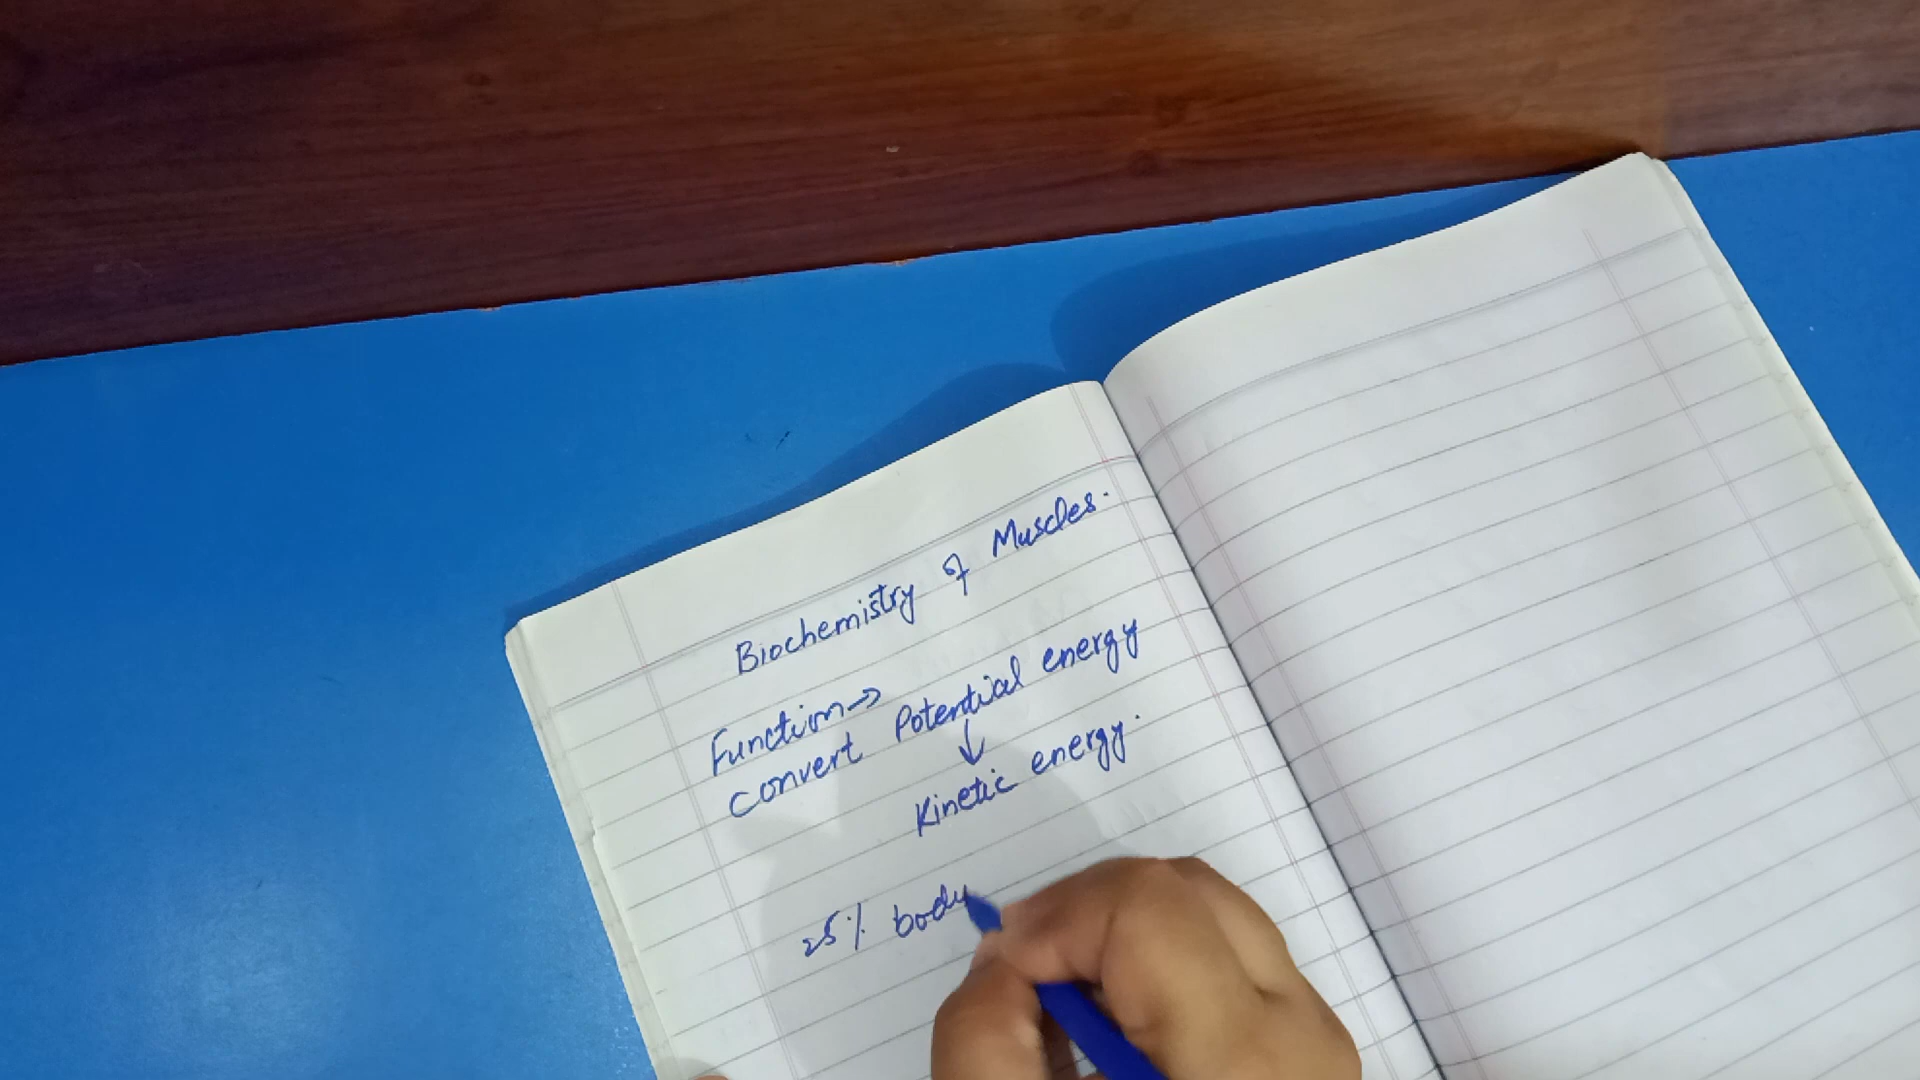 Biochemistry of Muscles.
Function→
convert Potential energy
↓
Kinetic energy.
25% body